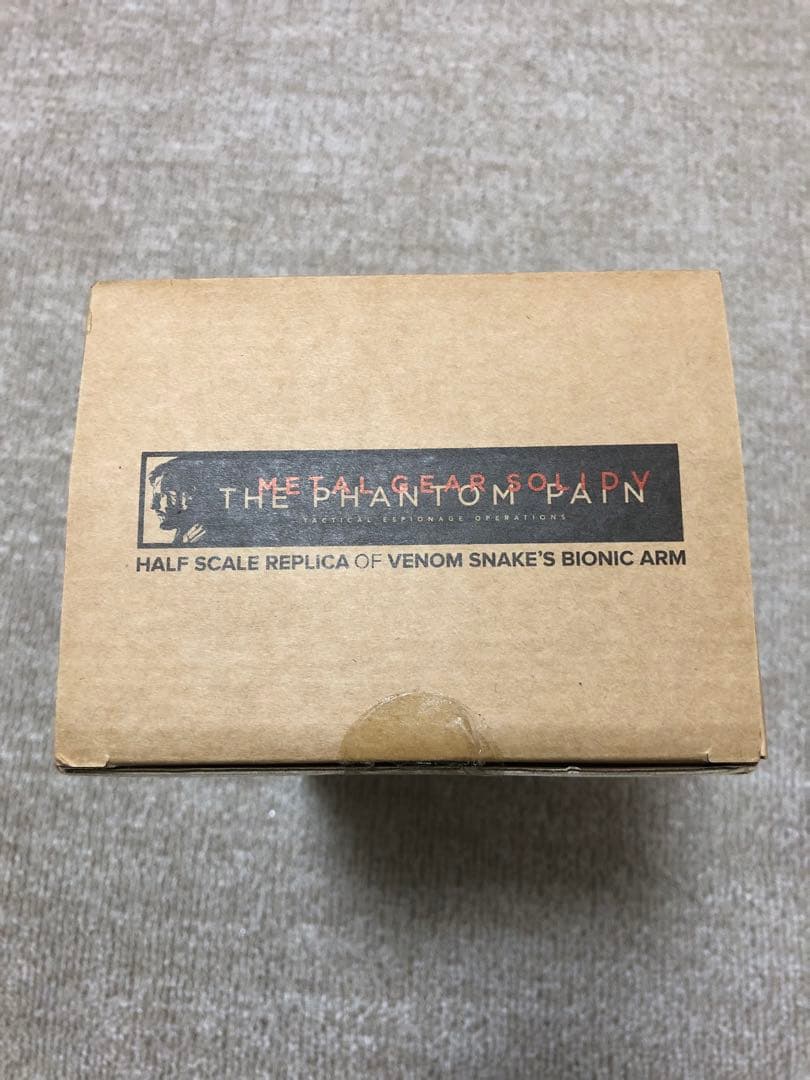 METAL GEAR SOLID V
THE PHANTOM PAIN
TACTICAL ESPIONAGE OPERATIONS
HALF SCALE REPLICA OF VENOM SNAKE'S BIONIC ARM